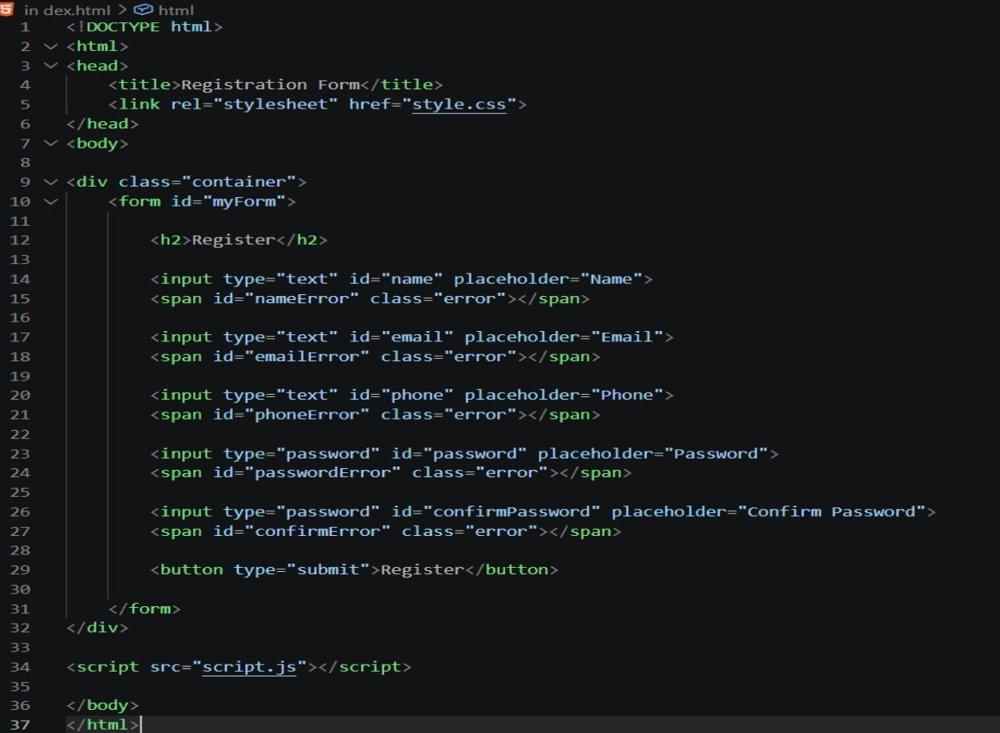 in dex.html > html
1 <!DOCTYPE html>
2 <html>
3 <head>
4     <title>Registration Form</title>
5     <link rel="stylesheet" href="style.css">
6 </head>
7 <body>
8
9 <div class="container">
10     <form id="myForm">
11
12         <h2>Register</h2>
13
14         <input type="text" id="name" placeholder="Name">
15         <span id="nameError" class="error"></span>
16
17         <input type="text" id="email" placeholder="Email">
18         <span id="emailError" class="error"></span>
19
20         <input type="text" id="phone" placeholder="Phone">
21         <span id="phoneError" class="error"></span>
22
23         <input type="password" id="password" placeholder="Password">
24         <span id="passwordError" class="error"></span>
25
26         <input type="password" id="confirmPassword" placeholder="Confirm Password">
27         <span id="confirmError" class="error"></span>
28
29         <button type="submit">Register</button>
30
31     </form>
32 </div>
33
34 <script src="script.js"></script>
35
36 </body>
37 </html>